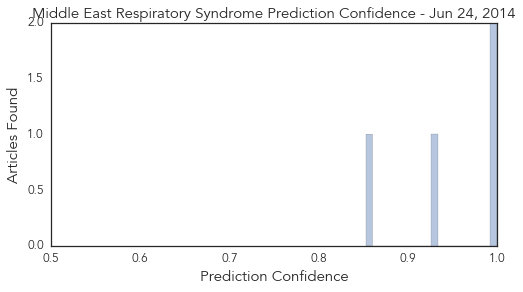 Middle East Respiratory Syndrome Prediction Confidence - Jun 24, 2014
2.0
1.5
1.0
0.5
0.0
Articles Found
0.5 0.6 0.7 0.8 0.9 1.0
Prediction Confidence